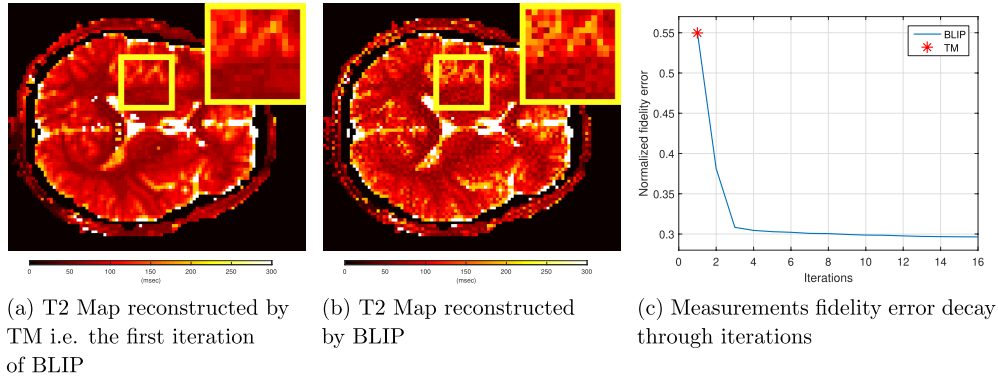 0 50 100 150 200 250 300
(msec)
(a) T2 Map reconstructed by
TM i.e. the first iteration
of BLIP
0 50 100 150 200 250 300
(msec)
(b) T2 Map reconstructed
by BLIP
BLIP
TM
Normalized fidelity error
0.55
0.5
0.45
0.4
0.35
0.3
0 2 4 6 8 10 12 14 16
Iterations
(c) Measurements fidelity error decay
through iterations